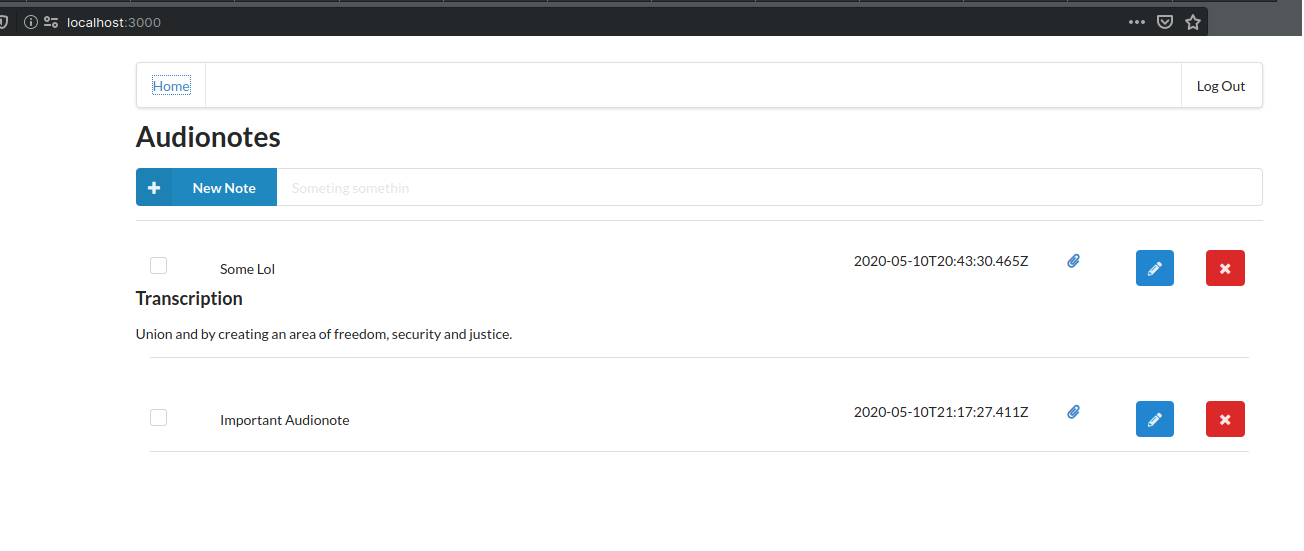 localhost:3000
Home Log Out
Audionotes
New Note Someting somethin
Some Lol 2020-05-10T20:43:30.465Z
Transcription
Union and by creating an area of freedom, security and justice.
Important Audionote 2020-05-10T21:17:27.411Z